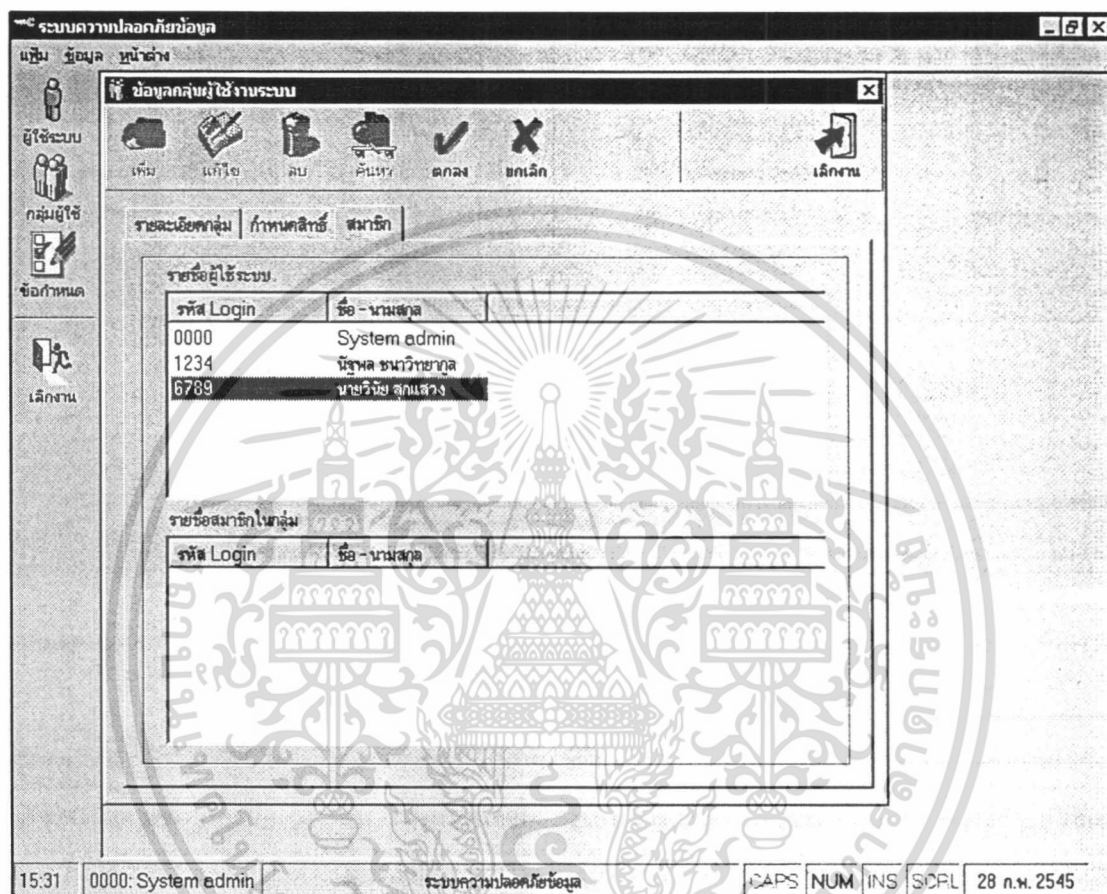 ระบบความปลอดภัยข้อมูล
แฟ้ม ข้อมูล หน้าต่าง
ผู้ใช้ระบบ
กลุ่มผู้ใช้
ข้อกำหนด
เลิกงาน
ข้อมูลกลุ่มผู้ใช้งานระบบ
เพิ่ม แก้ไข ลบ ค้นหา ตกลง ยกเลิก เลิกงาน
รายละเอียดกลุ่ม กำหนดสิทธิ์ สมาชิก
รายชื่อผู้ใช้ระบบ
รหัส Login ชื่อ - นามสกุล
0000 System admin
1234 นัฐพล ชนาวิทยากุล
6789 นายวินัย สุกแสวง
รายชื่อสมาชิกในกลุ่ม
รหัส Login ชื่อ - นามสกุล
15:31 0000: System admin ระบบความปลอดภัยข้อมูล CAPS NUM INS SCRL 28 ก.พ. 2545